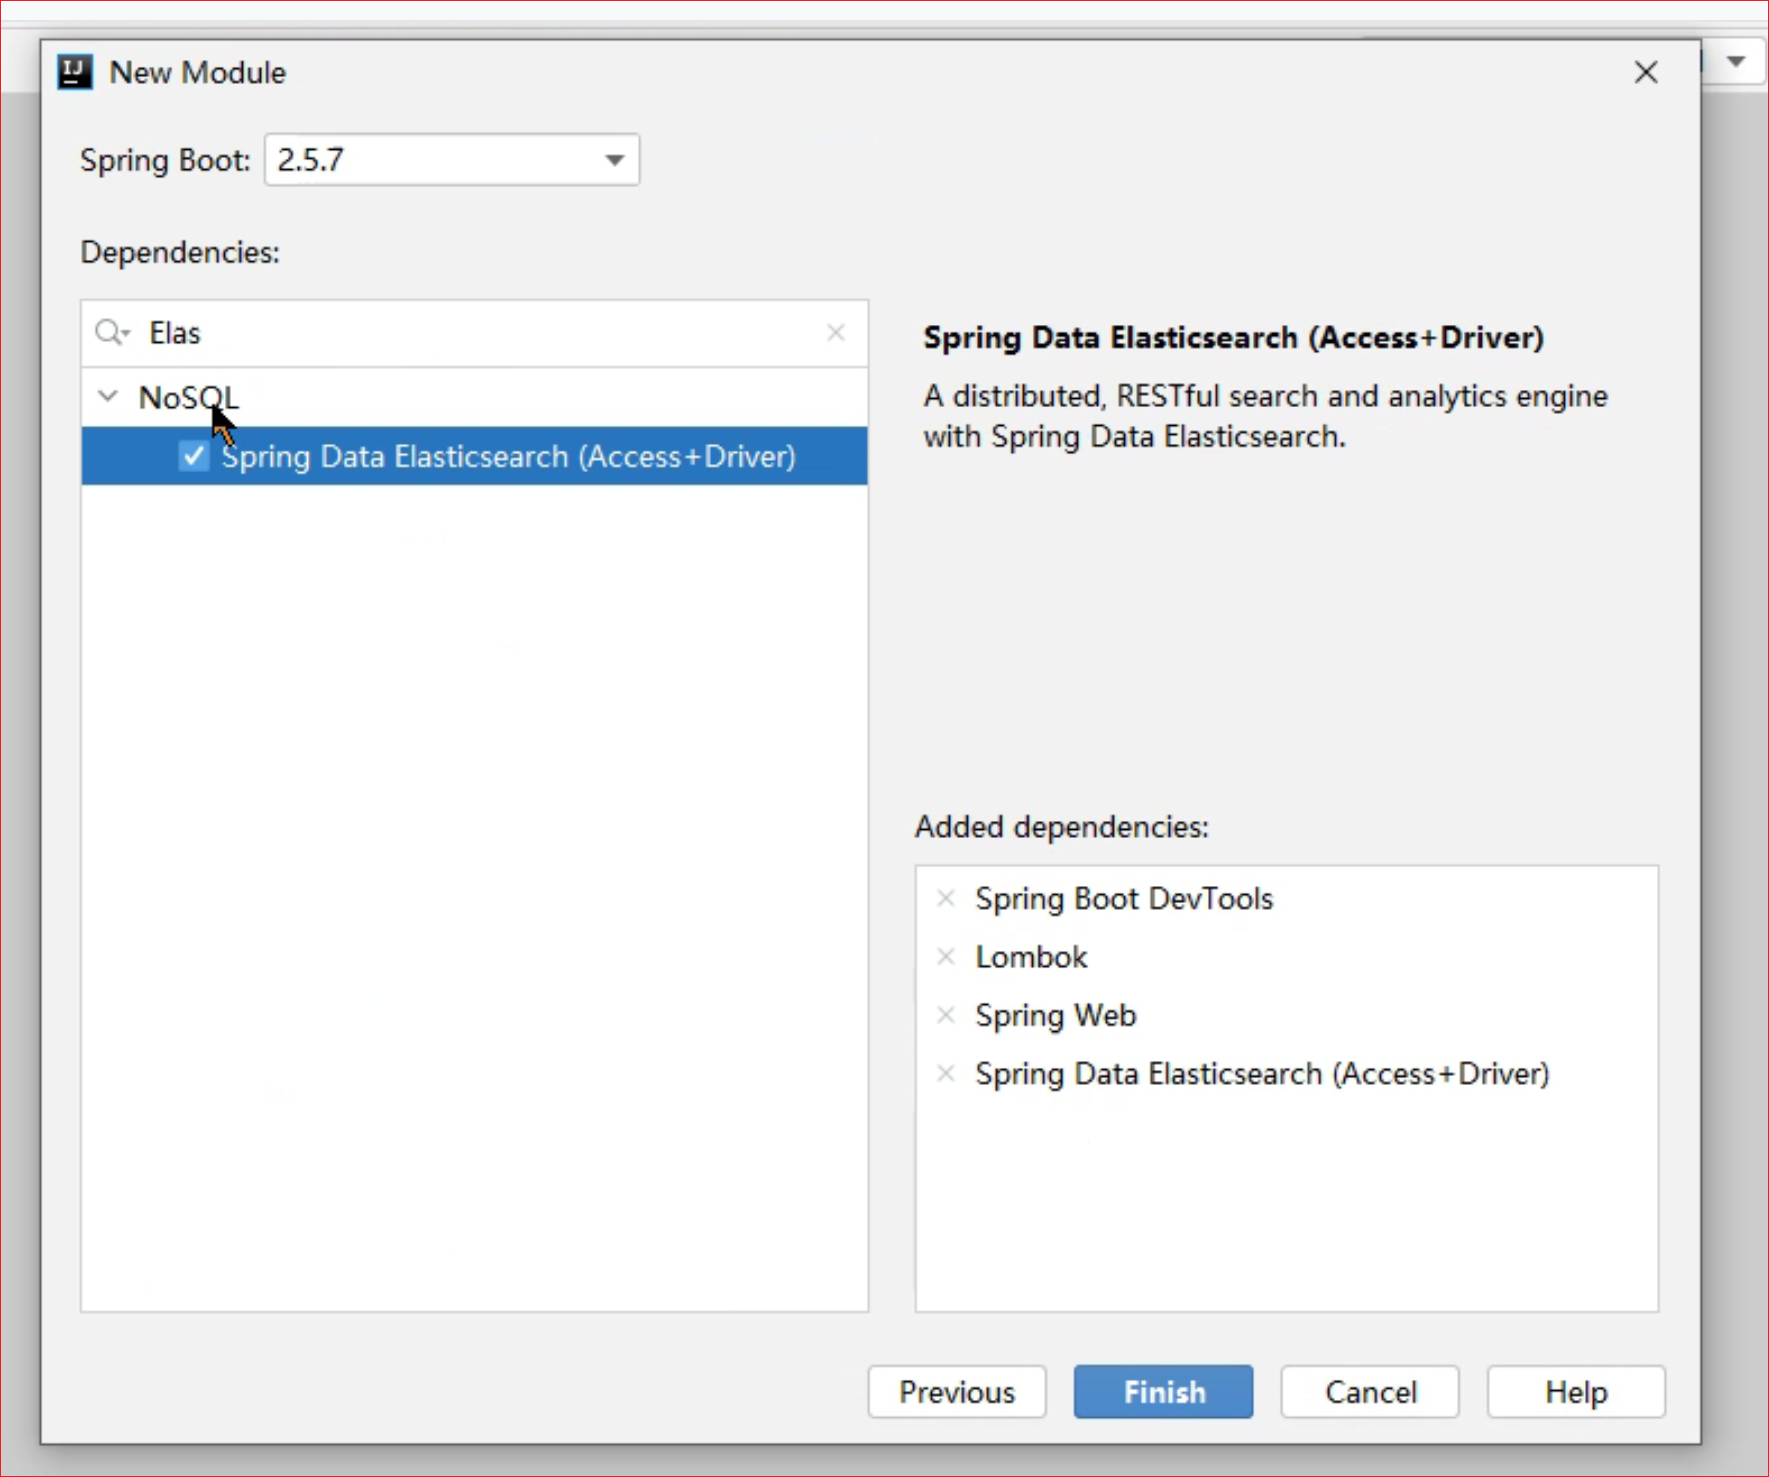 New Module
Spring Boot: 2.5.7
Dependencies:
Elas
NoSQL
Spring Data Elasticsearch (Access+Driver)
Spring Data Elasticsearch (Access+Driver)
A distributed, RESTful search and analytics engine
with Spring Data Elasticsearch.
Added dependencies:
Spring Boot DevTools
Lombok
Spring Web
Spring Data Elasticsearch (Access+Driver)
Previous Finish Cancel Help